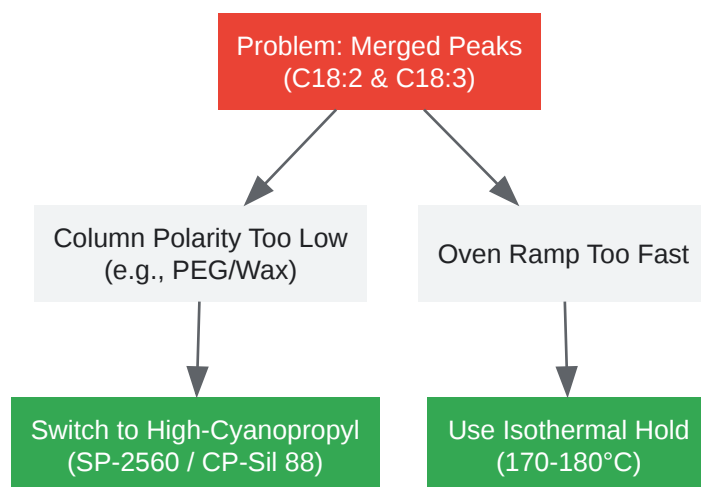 Problem: Merged Peaks
(C18:2 & C18:3)
Column Polarity Too Low
(e.g., PEG/Wax)
Oven Ramp Too Fast
Switch to High-Cyanopropyl
(SP-2560 / CP-Sil 88)
Use Isothermal Hold
(170-180°C)